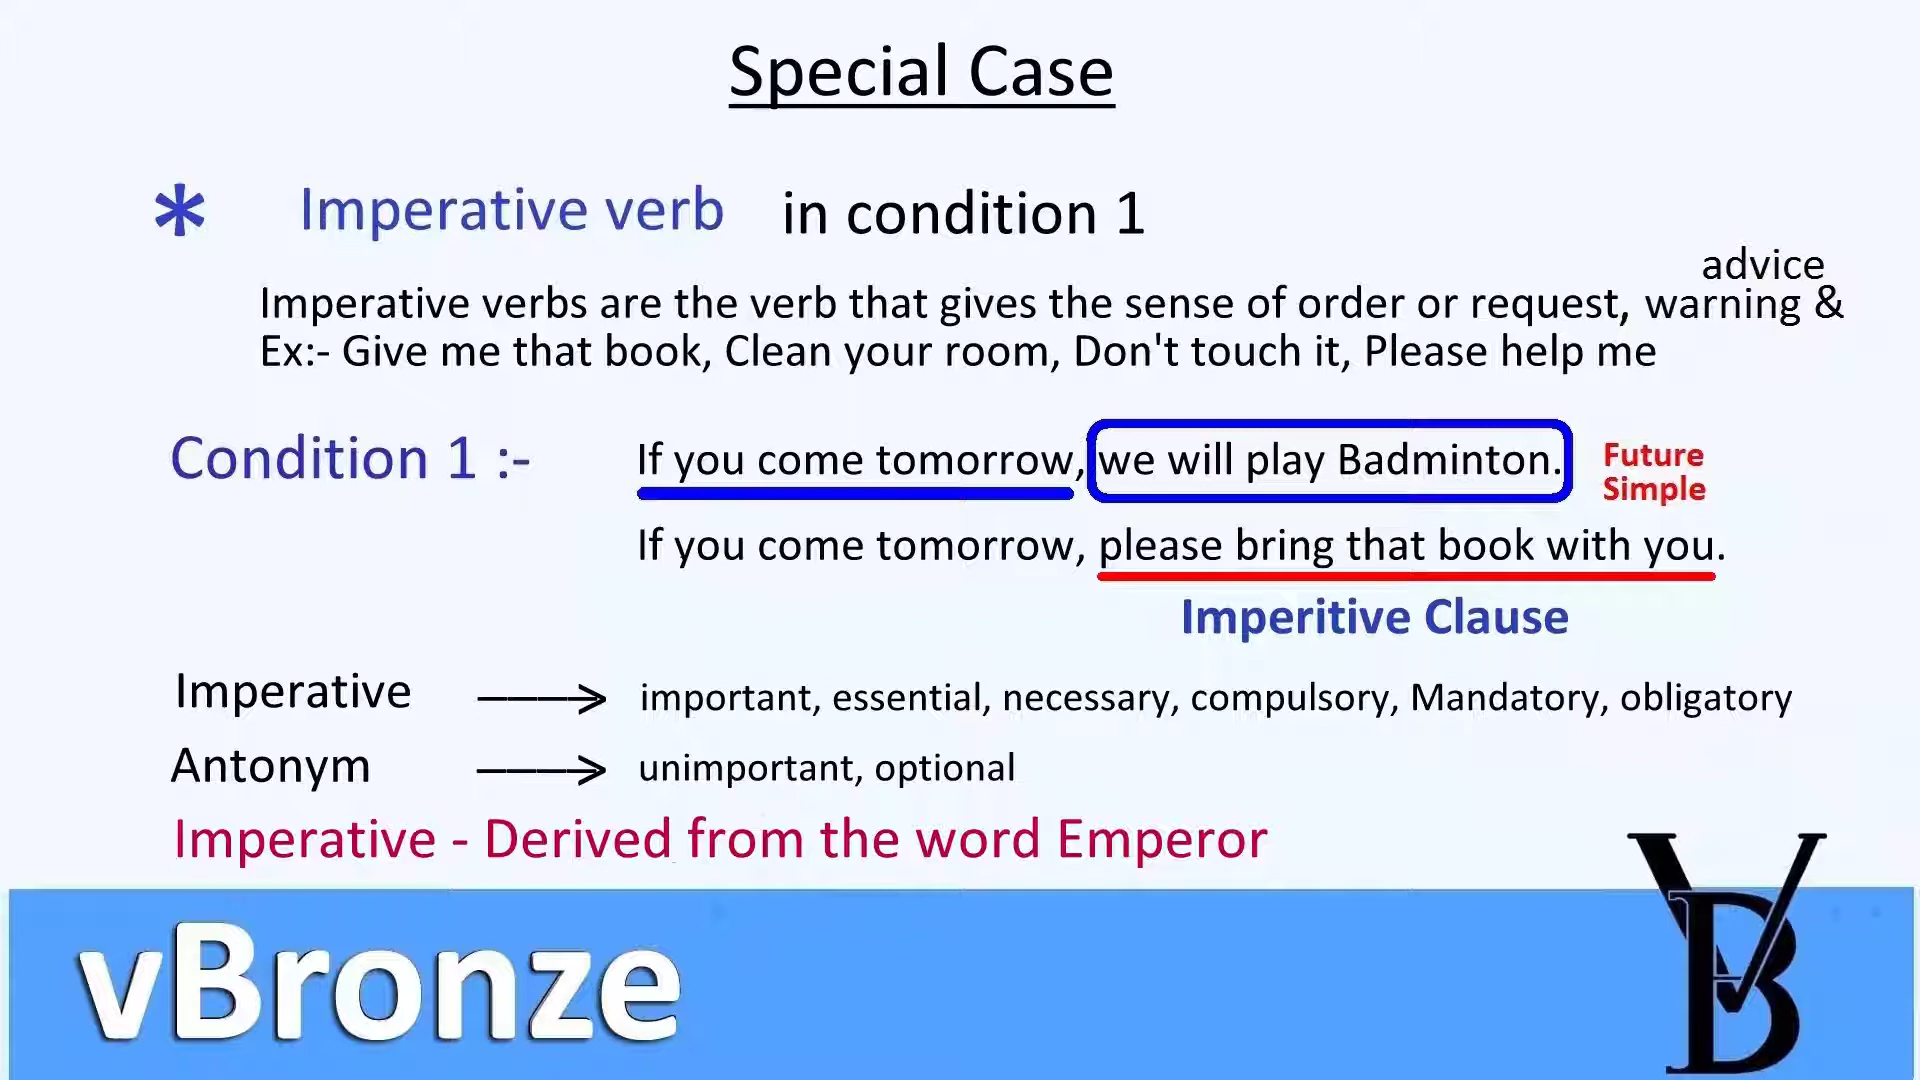 Special Case
* Imperative verb in condition 1
advice
Imperative verbs are the verb that gives the sense of order or request, warning &
Ex:- Give me that book, Clean your room, Don't touch it, Please help me
Condition 1 :- If you come tomorrow, we will play Badminton. Future Simple
If you come tomorrow, please bring that book with you.
Imperitive Clause
Imperative ----> important, essential, necessary, compulsory, Mandatory, obligatory
Antonym ----> unimportant, optional
Imperative - Derived from the word Emperor
vBronze
VB